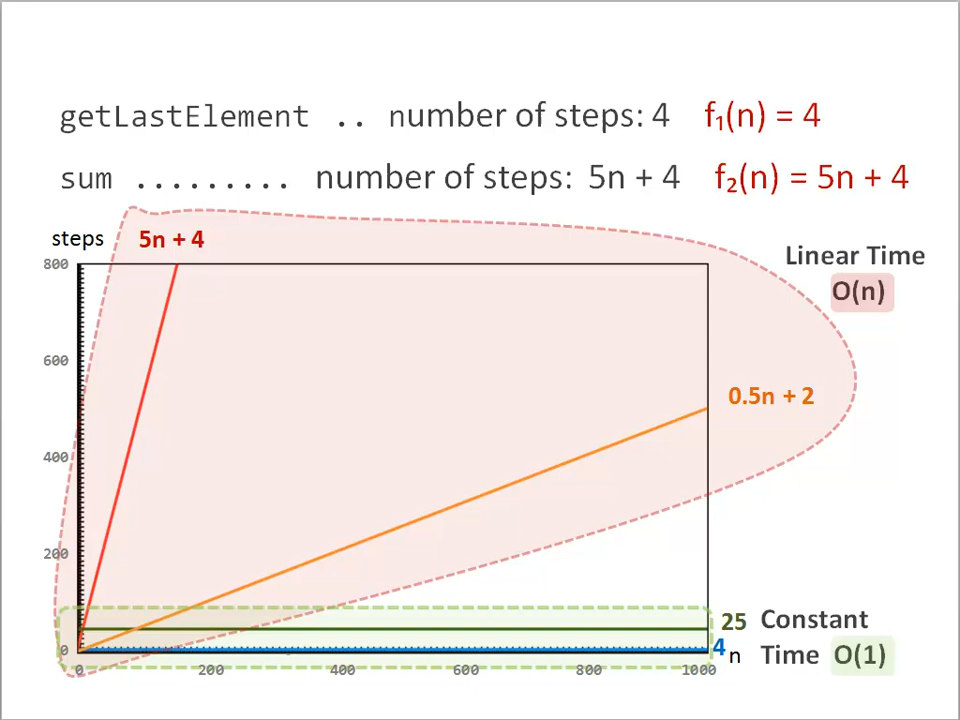 getLastElement .. number of steps: 4 f₁(n) = 4
sum ......... number of steps: 5n + 4 f₂(n) = 5n + 4
steps 5n + 4
Linear Time
O(n)
800
600
0.5n + 2
400
200
25 Constant
0
4 n Time O(1)
0 200 400 600 800 1000